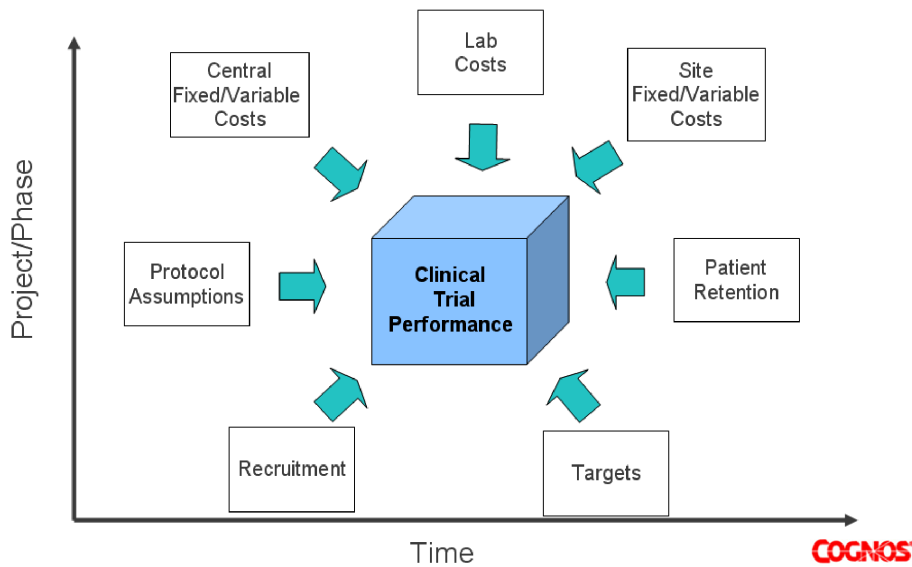 Lab
Costs
Central
Fixed/Variable
Costs
Site
Fixed/Variable
Costs
Project/Phase
Protocol
Assumptions
Clinical
Trial
Performance
Patient
Retention
Recruitment
Targets
Time
COGNOS